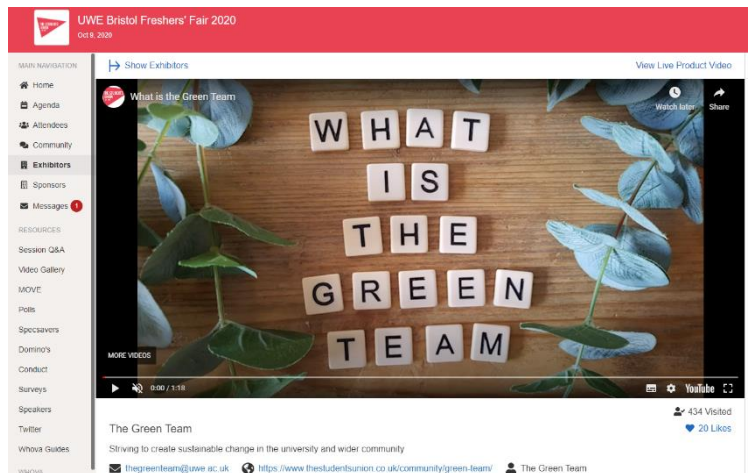 UWE Bristol Freshers' Fair 2020
Oct 9, 2020
MAIN NAVIGATION
Home
Agenda
Attendees
Community
Exhibitors
Sponsors
Messages 1
RESOURCES
Session Q&A
Video Gallery
MOVE
Polls
Specsavers
Domino's
Conduct
Surveys
Speakers
Twitter
Whova Guides
Show Exhibitors
View Live Product Video
What is the Green Team
Watch later
Share
WHAT
IS
THE
GREEN
TEAM
MORE VIDEOS
0:00 / 1:18
YouTube
434 Visited
The Green Team
20 Likes
Striving to create sustainable change in the university and wider community
thegreenteam@uwe.ac.uk https://www.thestudentsunion.co.uk/community/green-team/ The Green Team